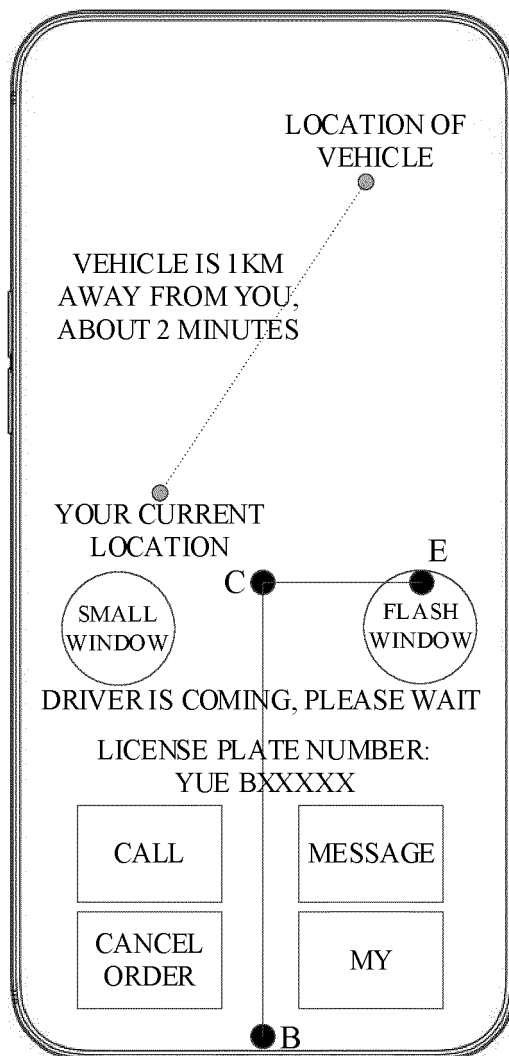 LOCATION OF
VEHICLE
VEHICLE IS 1KM
AWAY FROM YOU,
ABOUT 2 MINUTES
YOUR CURRENT
LOCATION
C
E
SMALL
WINDOW
FLASH
WINDOW
DRIVER IS COMING, PLEASE WAIT
LICENSE PLATE NUMBER:
YUE BXXXXX
CALL
MESSAGE
CANCEL
ORDER
MY
B